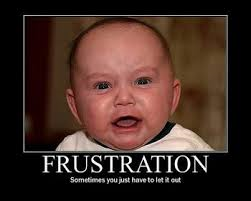 FRUSTRATION
Sometimes you just have to let it out